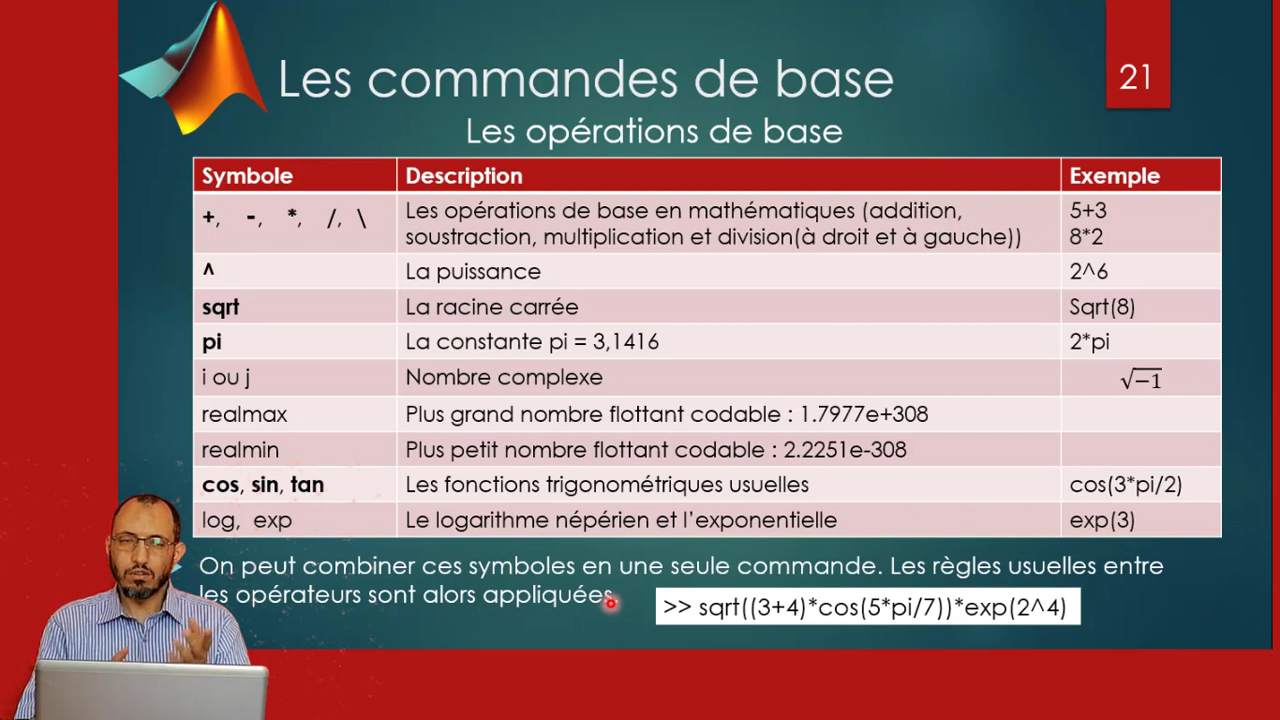 Les commandes de base
21
Les opérations de base
Symbole Description Exemple
+, -, *, /, \ Les opérations de base en mathématiques (addition, 5+3
soustraction, multiplication et division(à droit et à gauche)) 8*2
^ La puissance 2^6
sqrt La racine carrée Sqrt(8)
pi La constante pi = 3,1416 2*pi
i ou j Nombre complexe √−1
realmax Plus grand nombre flottant codable : 1.7977e+308
realmin Plus petit nombre flottant codable : 2.2251e-308
cos, sin, tan Les fonctions trigonométriques usuelles cos(3*pi/2)
log, exp Le logarithme népérien et l’exponentielle exp(3)
On peut combiner ces symboles en une seule commande. Les règles usuelles entre
les opérateurs sont alors appliquées.
>> sqrt((3+4)*cos(5*pi/7))*exp(2^4)